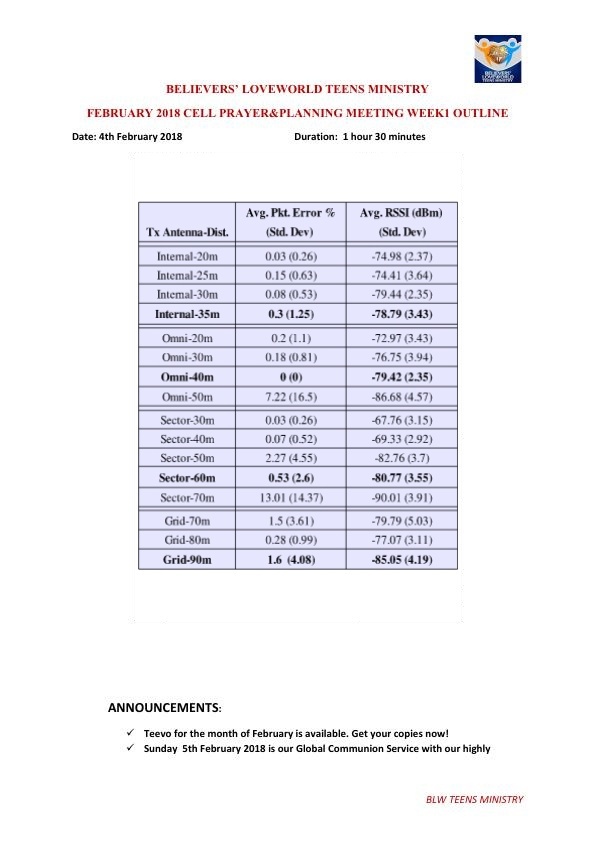 BELIEVERS'
LOVEWORLD
TEENS MINISTRY
BELIEVERS' LOVEWORLD TEENS MINISTRY
FEBRUARY 2018 CELL PRAYER&PLANNING MEETING WEEK1 OUTLINE
Date: 4th February 2018 Duration: 1 hour 30 minutes
Tx Antenna-Dist. Avg. Pkt. Error % (Std. Dev) Avg. RSSI (dBm) (Std. Dev)
Internal-20m 0.03 (0.26) -74.98 (2.37)
Internal-25m 0.15 (0.63) -74.41 (3.64)
Internal-30m 0.08 (0.53) -79.44 (2.35)
Internal-35m 0.3 (1.25) -78.79 (3.43)
Omni-20m 0.2 (1.1) -72.97 (3.43)
Omni-30m 0.18 (0.81) -76.75 (3.94)
Omni-40m 0 (0) -79.42 (2.35)
Omni-50m 7.22 (16.5) -86.68 (4.57)
Sector-30m 0.03 (0.26) -67.76 (3.15)
Sector-40m 0.07 (0.52) -69.33 (2.92)
Sector-50m 2.27 (4.55) -82.76 (3.7)
Sector-60m 0.53 (2.6) -80.77 (3.55)
Sector-70m 13.01 (14.37) -90.01 (3.91)
Grid-70m 1.5 (3.61) -79.79 (5.03)
Grid-80m 0.28 (0.99) -77.07 (3.11)
Grid-90m 1.6 (4.08) -85.05 (4.19)
ANNOUNCEMENTS:
✓ Teevo for the month of February is available. Get your copies now!
✓ Sunday 5th February 2018 is our Global Communion Service with our highly
BLW TEENS MINISTRY